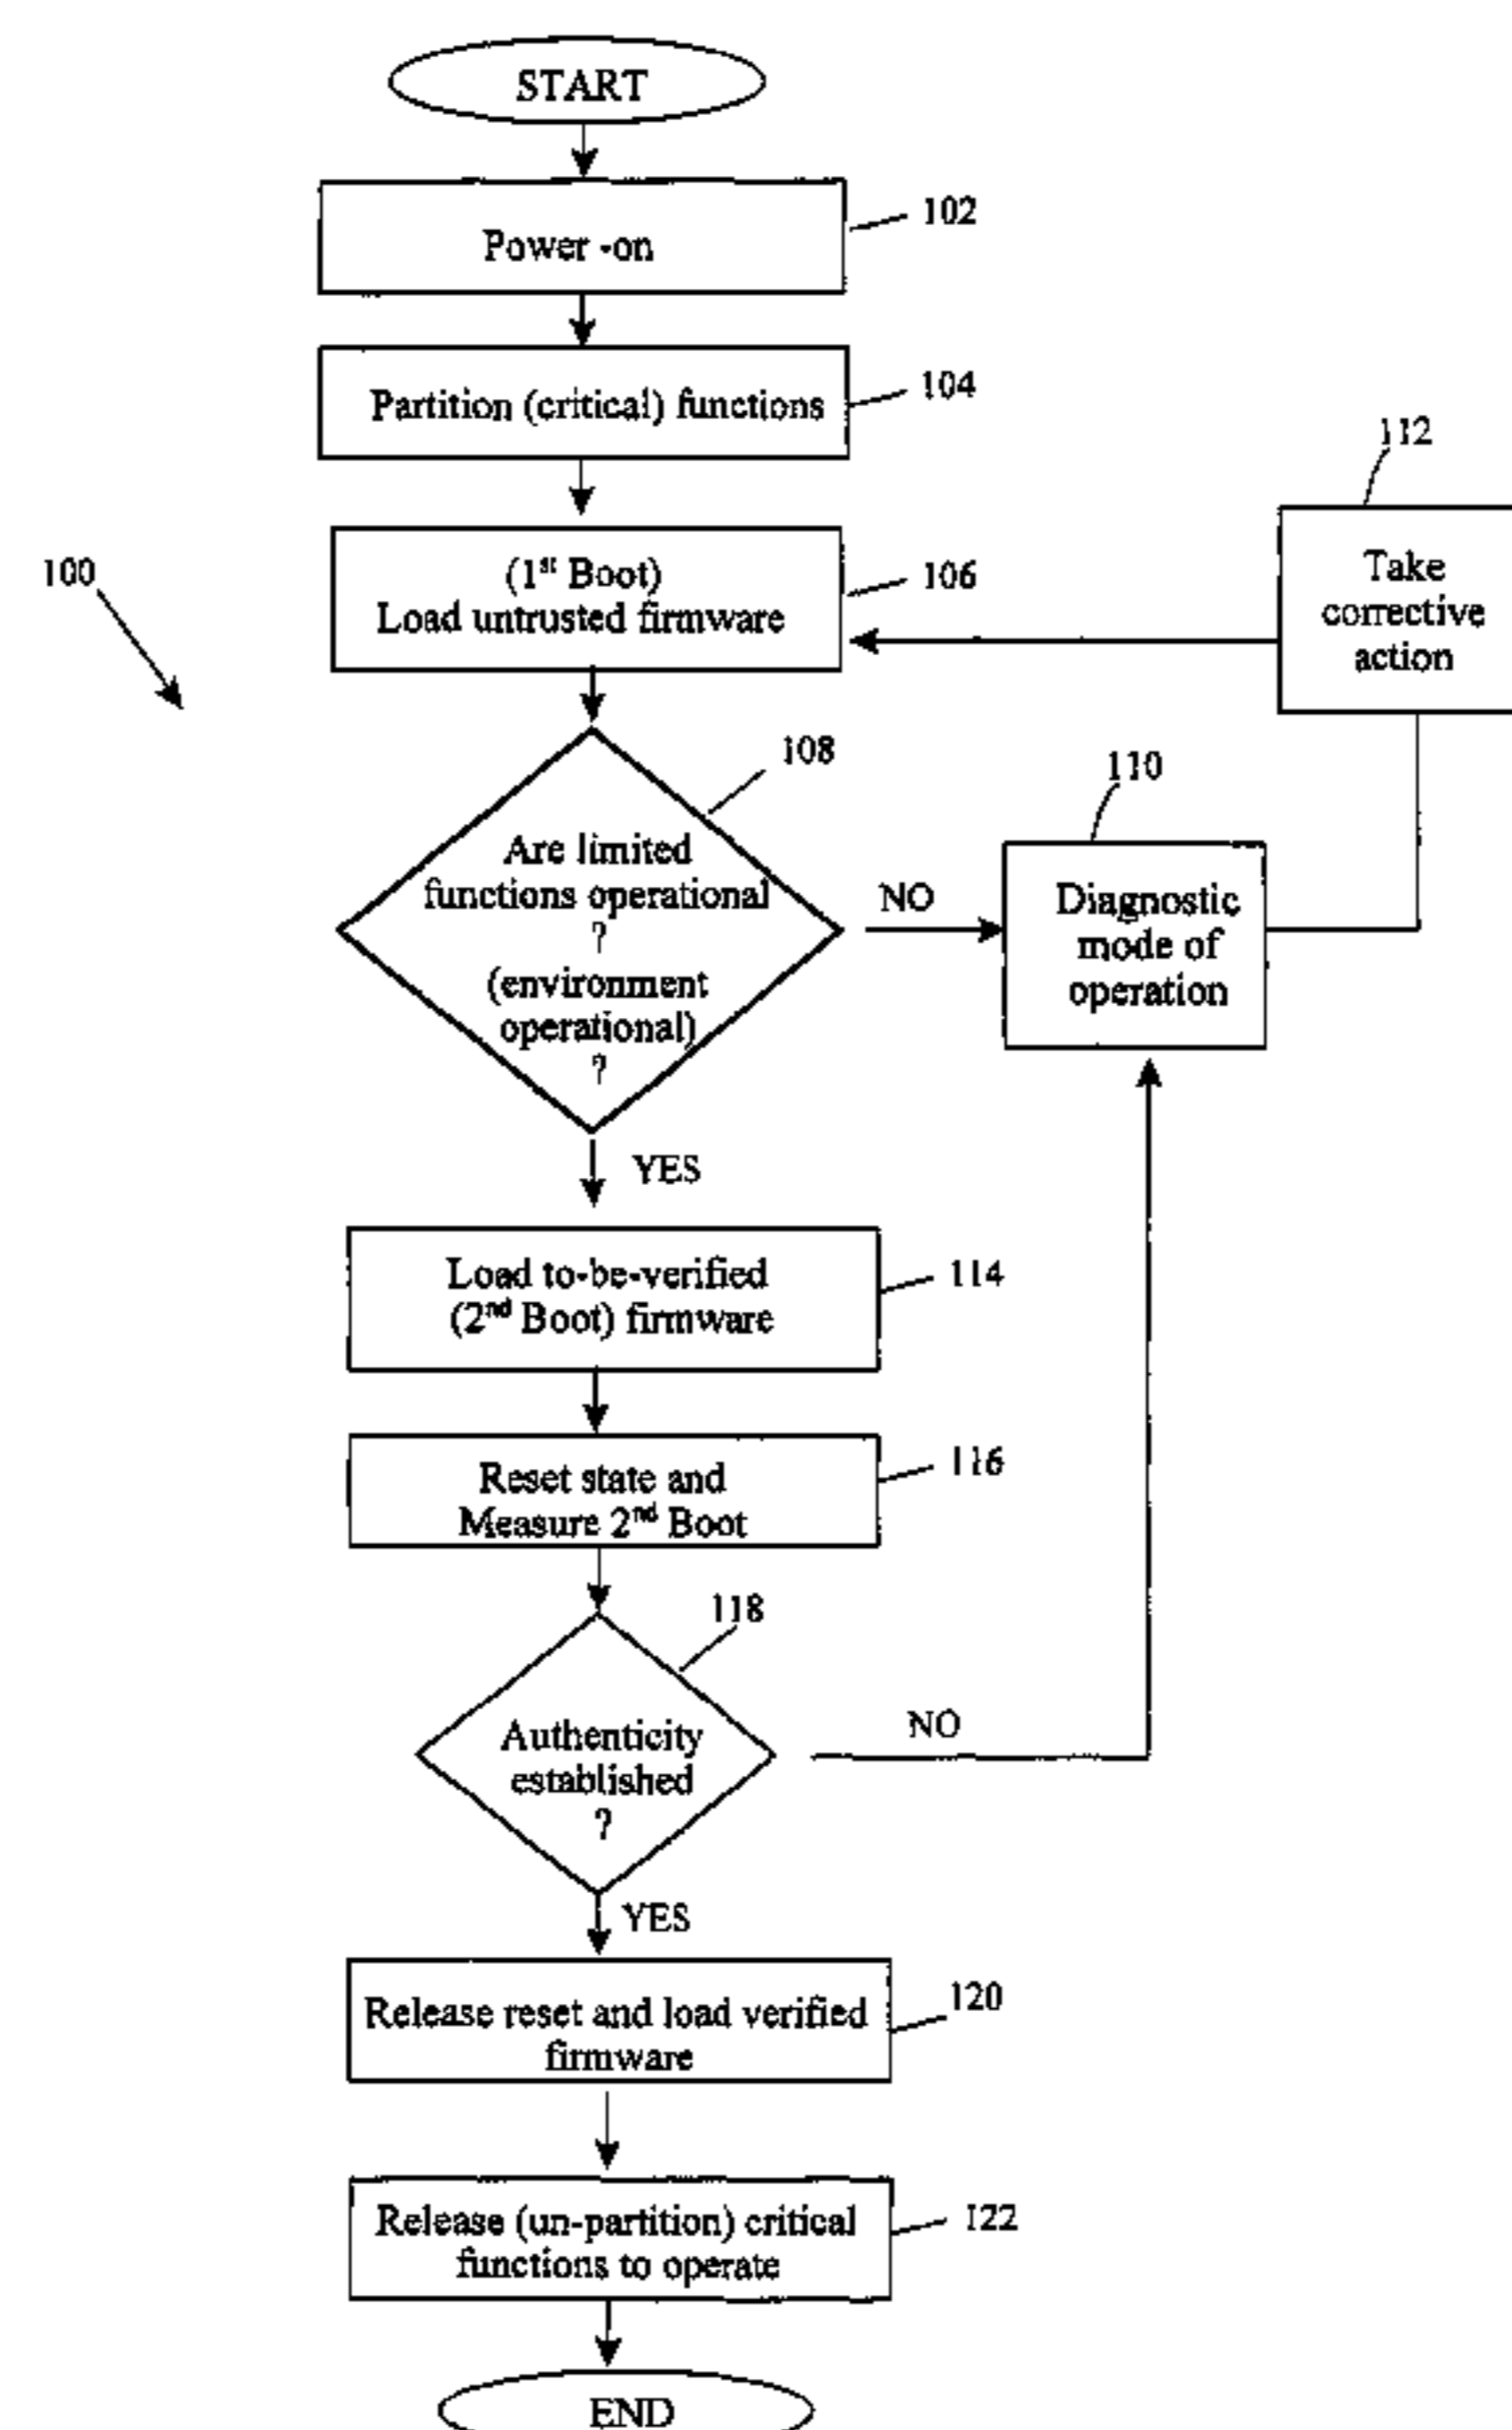 START
Power -on
102
Partition (critical) functions
104
112
Take
corrective
action
100
(1st Boot)
Load untrusted firmware
106
108
Are limited
functions operational
?
(environment
operational)
?
NO
110
Diagnostic
mode of
operation
YES
Load to-be-verified
(2nd Boot) firmware
114
Reset state and
Measure 2nd Boot
116
118
Authenticity
established
?
NO
YES
Release reset and load verified
firmware
120
Release (un-partition) critical
functions to operate
122
END